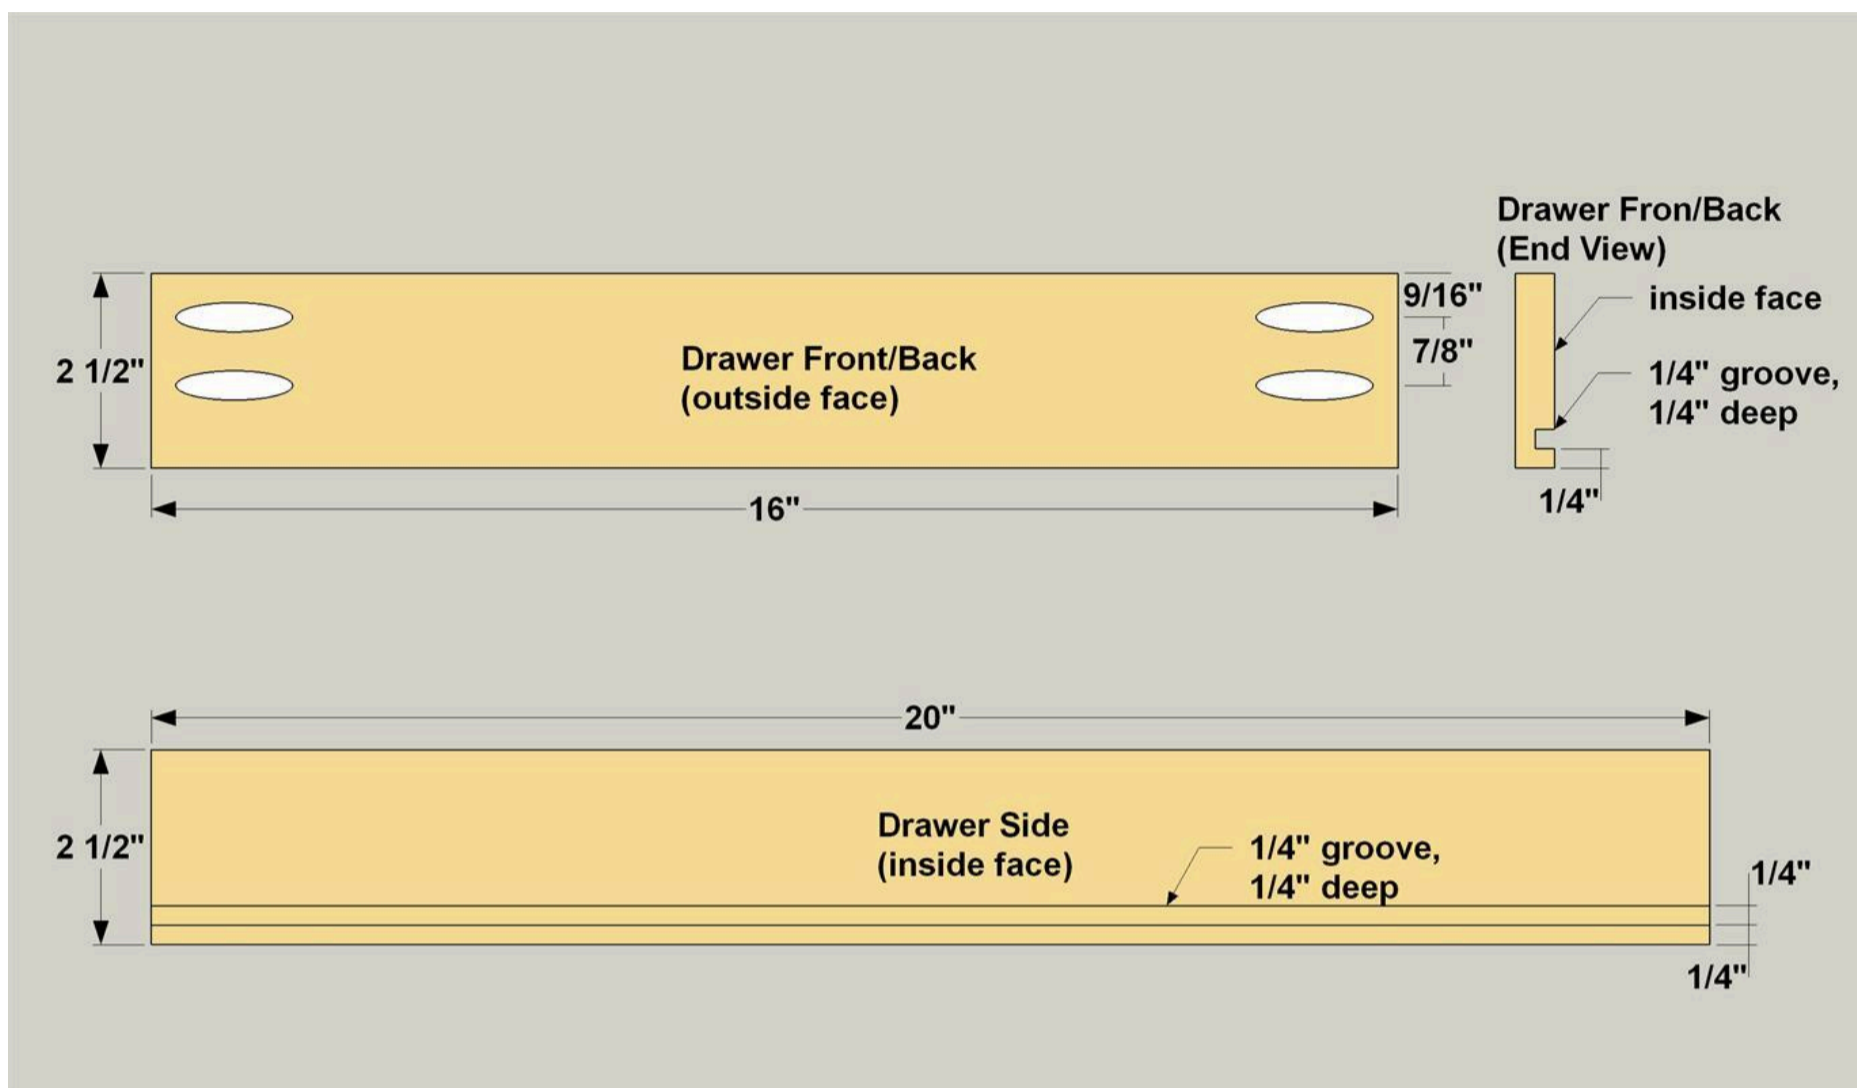 Drawer Fron/Back
(End View)
9/16"
inside face
7/8"
2 1/2"
Drawer Front/Back
(outside face)
1/4" groove,
1/4" deep
1/4"
16"
20"
Drawer Side
(inside face)
2 1/2"
1/4" groove,
1/4" deep
1/4"
1/4"